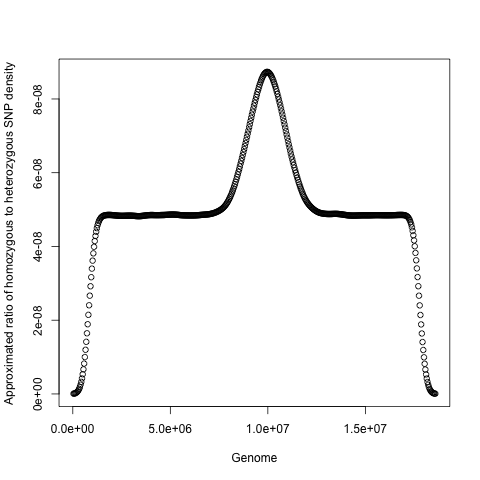 Approximated ratio of homozygous to heterozygous SNP density
8e-08
6e-08
4e-08
2e-08
0e+00
0.0e+00 5.0e+06 1.0e+07 1.5e+07
Genome